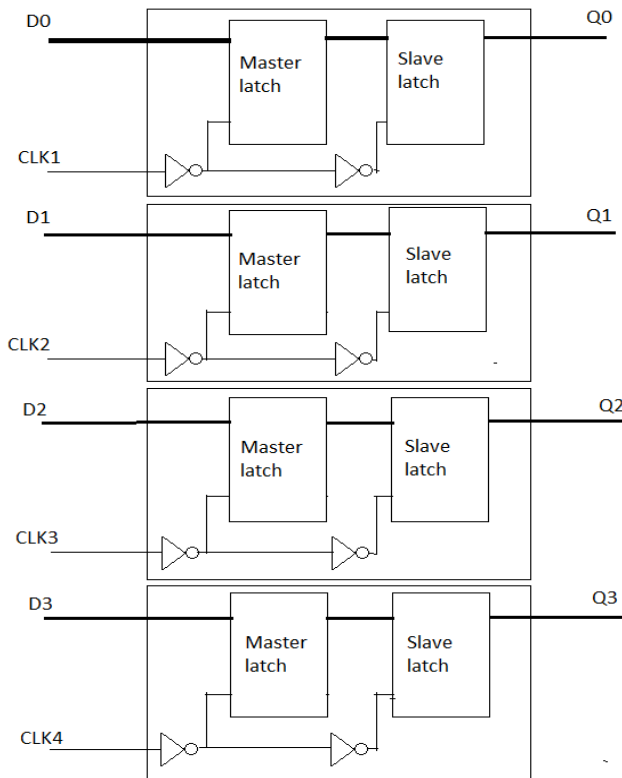 D0
Q0
Master
latch
Slave
latch
CLK1
D1
Q1
Master
latch
Slave
latch
CLK2
D2
Q2
Master
latch
Slave
latch
CLK3
D3
Q3
Master
latch
Slave
latch
CLK4